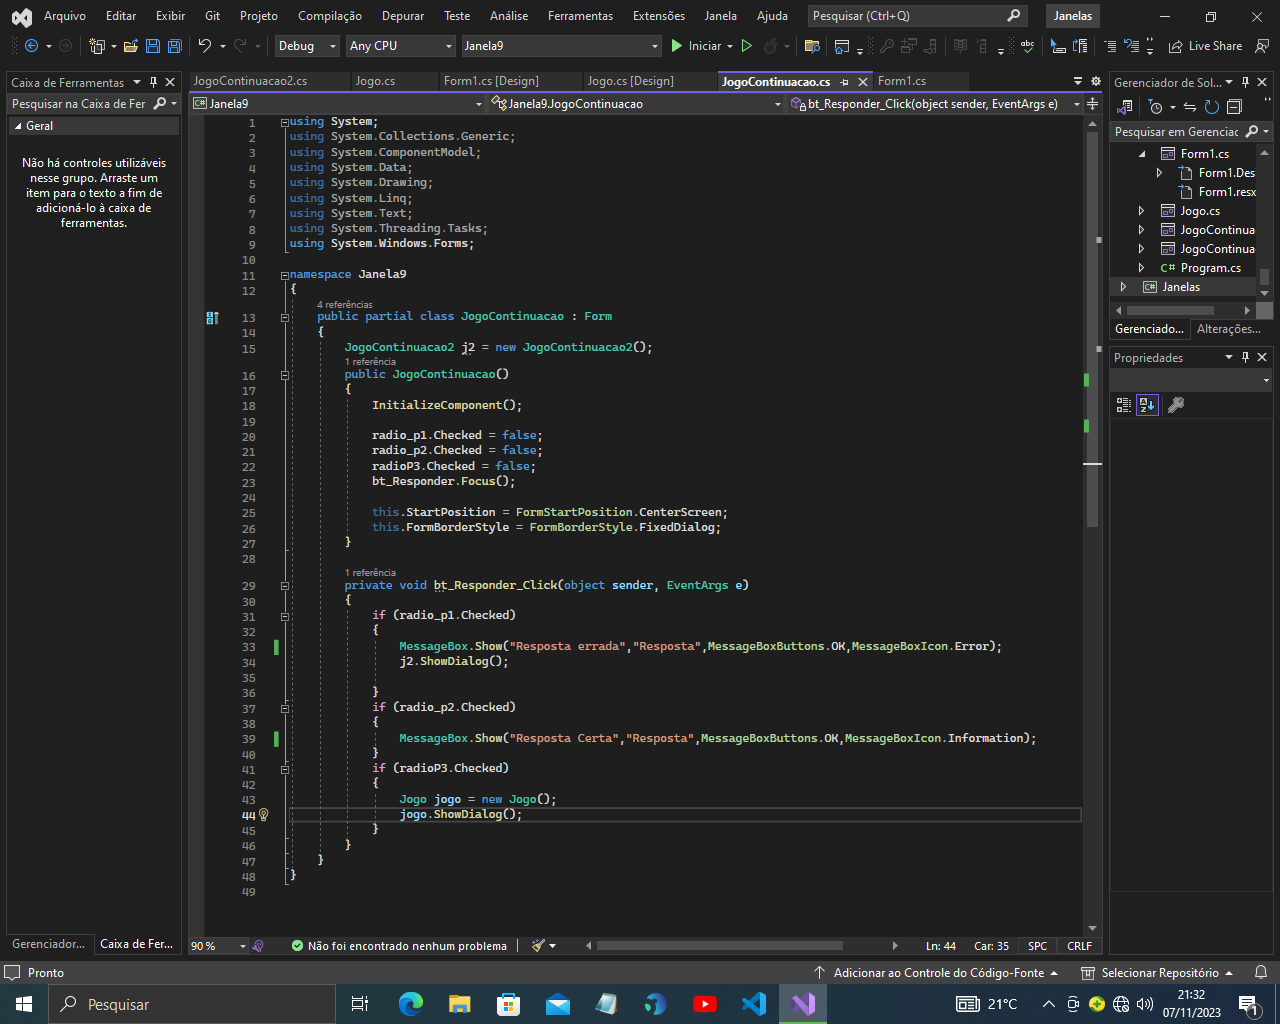 Arquivo Editar Exibir Git Projeto Compilação Depurar Teste Análise Ferramentas Extensões Janela Ajuda Pesquisar (Ctrl+Q) Janelas
Debug Any CPU Janela9 Iniciar Live Share
Caixa de Ferramentas
Pesquisar na Caixa de Fer
Geral
Não há controles utilizáveis
nesse grupo. Arraste um
item para o texto a fim de
adicioná-lo à caixa de
ferramentas.
Gerenciador... Caixa de Fer...
JogoContinuacao2.cs Jogo.cs Form1.cs [Design] Jogo.cs [Design] JogoContinuacao.cs Form1.cs
Janela9 Janela9.JogoContinuacao bt_Responder_Click(object sender, EventArgs e)
1 using System;
2 using System.Collections.Generic;
3 using System.ComponentModel;
4 using System.Data;
5 using System.Drawing;
6 using System.Linq;
7 using System.Text;
8 using System.Threading.Tasks;
9 using System.Windows.Forms;
10
11 namespace Janela9
12 {
4 referências
13 public partial class JogoContinuacao : Form
14 {
15 JogoContinuacao2 j2 = new JogoContinuacao2();
1 referência
16 public JogoContinuacao()
17 {
18 InitializeComponent();
19
20 radio_p1.Checked = false;
21 radio_p2.Checked = false;
22 radioP3.Checked = false;
23 bt_Responder.Focus();
24
25 this.StartPosition = FormStartPosition.CenterScreen;
26 this.FormBorderStyle = FormBorderStyle.FixedDialog;
27 }
28
1 referência
29 private void bt_Responder_Click(object sender, EventArgs e)
30 {
31 if (radio_p1.Checked)
32 {
33 MessageBox.Show("Resposta errada","Resposta",MessageBoxButtons.OK,MessageBoxIcon.Error);
34 j2.ShowDialog();
35
36 }
37 if (radio_p2.Checked)
38 {
39 MessageBox.Show("Resposta Certa","Resposta",MessageBoxButtons.OK,MessageBoxIcon.Information);
40 }
41 if (radioP3.Checked)
42 {
43 Jogo jogo = new Jogo();
44 jogo.ShowDialog();
45 }
46 }
47 }
48 }
49
90 % Não foi encontrado nenhum problema Ln: 44 Car: 35 SPC CRLF
Gerenciador de Sol...
Pesquisar em Gerenciac
Form1.cs
Form1.Des
Form1.resx
Jogo.cs
JogoContinua
JogoContinua
C# Program.cs
Janelas
Gerenciado... Alterações...
Propriedades
Pronto Adicionar ao Controle do Código-Fonte Selecionar Repositório
Pesquisar 21°C 21:32
07/11/2023 1